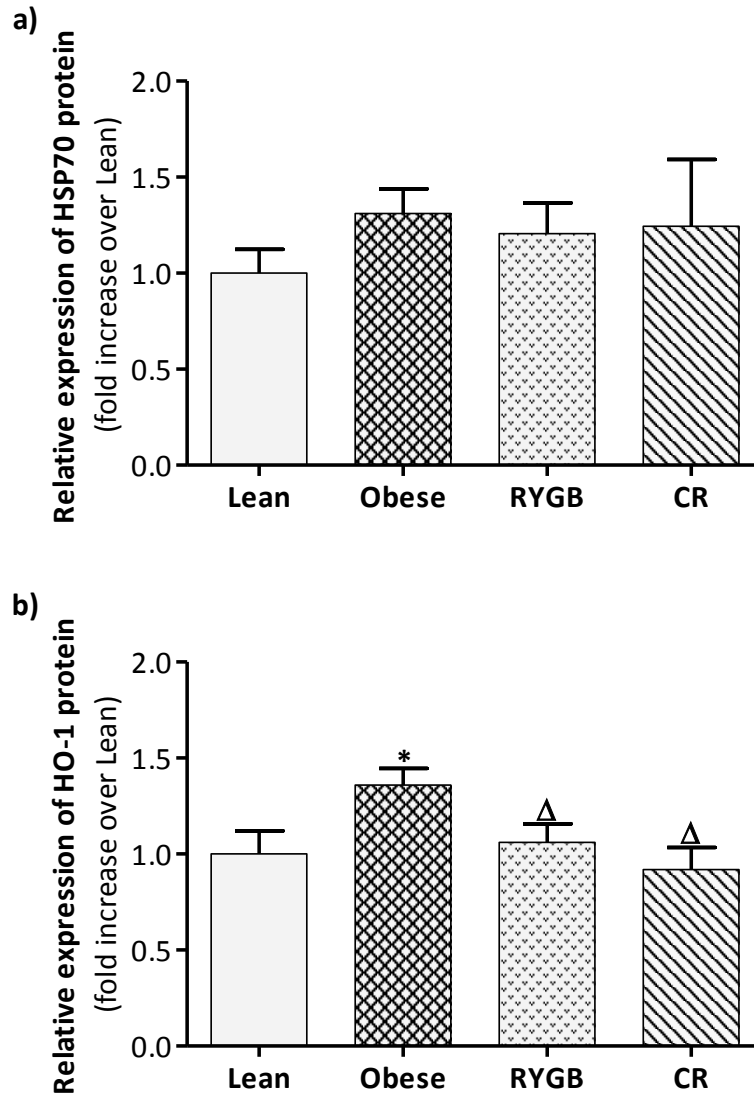 a)
Relative expression of HSP70 protein
(fold increase over Lean)
2.0
1.5
1.0
0.5
0.0
Lean Obese RYGB CR
b)
Relative expression of HO-1 protein
(fold increase over Lean)
2.0
1.5
1.0
0.5
0.0
*
Δ
Δ
Lean Obese RYGB CR